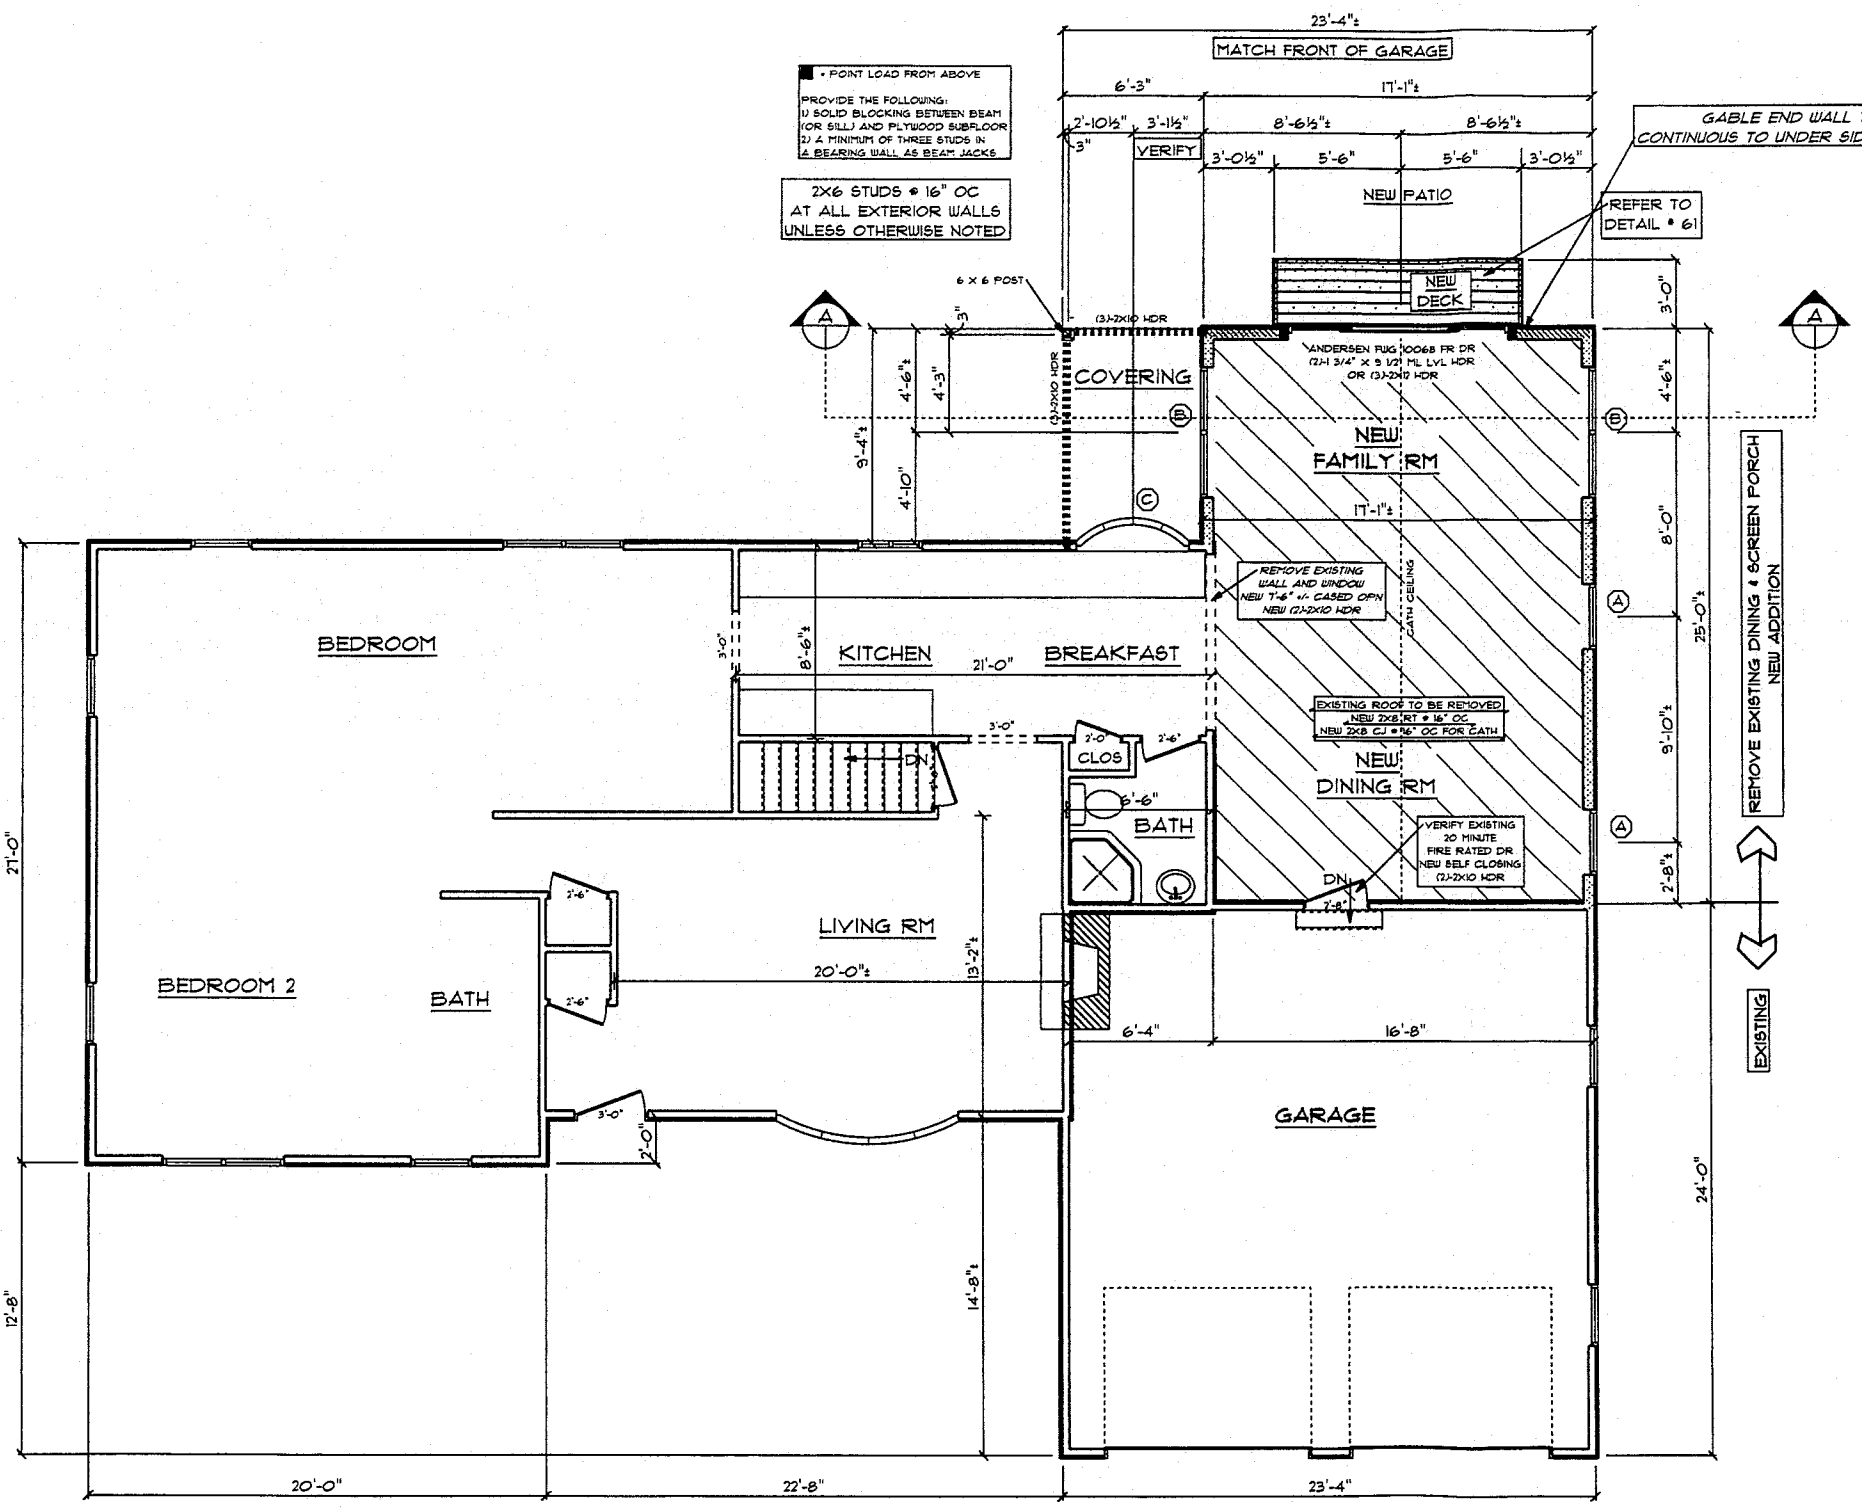 23'-4"±
MATCH FRONT OF GARAGE
= POINT LOAD FROM ABOVE
PROVIDE THE FOLLOWING:
1) SOLID BLOCKING BETWEEN BEAM
(OR SILL) AND PLYWOOD SUBFLOOR
2) A MINIMUM OF THREE STUDS IN
A BEARING WALL AS BEAM JACKS
6'-3"
17'-1"±
2'-10½"
3'-1½"
8'-6½"±
8'-6½"±
GABLE END WALL
CONTINUOUS TO UNDER SID
3"
VERIFY
3'-0½"
5'-6"
5'-6"
3'-0½"
2X6 STUDS @ 16" OC
AT ALL EXTERIOR WALLS
UNLESS OTHERWISE NOTED
NEW PATIO
REFER TO
DETAIL # 61
6 X 6 POST
NEW
DECK
3'-0"
A
A
3"
(3)-2X10 HDR
(3)-2X10 HDR
ANDERSEN FWG 10068 FR DR
(2)-1 3/4" X 9 1/2" ML LVL HDR
OR (3)-2X12 HDR
COVERING
4'-6"±
4'-3"
4'-6"±
B
B
9'-4"±
4'-10"
NEW
FAMILY RM
C
17'-1"±
8'-0"
REMOVE EXISTING
WALL AND WINDOW
NEW 7'-6" +/- CASED OPN
NEW (2)-2X10 HDR
CATH CEILING
A
25'-0"±
REMOVE EXISTING DINING & SCREEN PORCH
NEW ADDITION
BEDROOM
3'-0"
8'-6"±
KITCHEN
BREAKFAST
21'-0"
EXISTING ROOF TO BE REMOVED
NEW 2X8 RT @ 16" OC
NEW 2X8 CJ @ 16" OC FOR CATH
9'-10"±
3'-0"
2'-0"
2'-6"
CLOS
DN
NEW
DINING RM
6'-6"
BATH
VERIFY EXISTING
20 MINUTE
FIRE RATED DR
NEW SELF CLOSING
(2)-2X10 HDR
A
2'-8"±
27'-0"
DN
2'-8"
2'-6"
LIVING RM
13'-2"±
20'-0"±
BEDROOM 2
BATH
2'-6"
6'-4"
16'-8"
EXISTING
3'-0"
2'-0"
GARAGE
24'-0"
12'-8"
14'-8"±
20'-0"
22'-8"
23'-4"